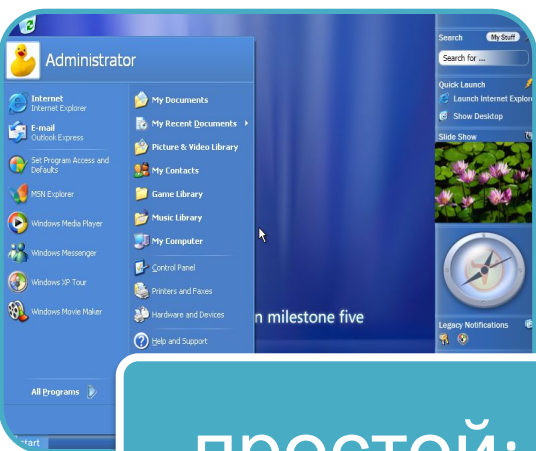 Administrator
Internet
Internet Explorer
E-mail
Outlook Express
Set Program Access and
Defaults
MSN Explorer
Windows Media Player
Windows Messenger
Windows XP Tour
Windows Movie Maker
All Programs
start
My Documents
My Recent Documents
Picture & Video Library
My Contacts
Game Library
Music Library
My Computer
Control Panel
Printers and Faxes
Hardware and Devices
Help and Support
n milestone five
Search My Stuff
Search for ...
Quick Launch
Launch Internet Explor
Show Desktop
Slide Show
Legacy Notifications
простой: